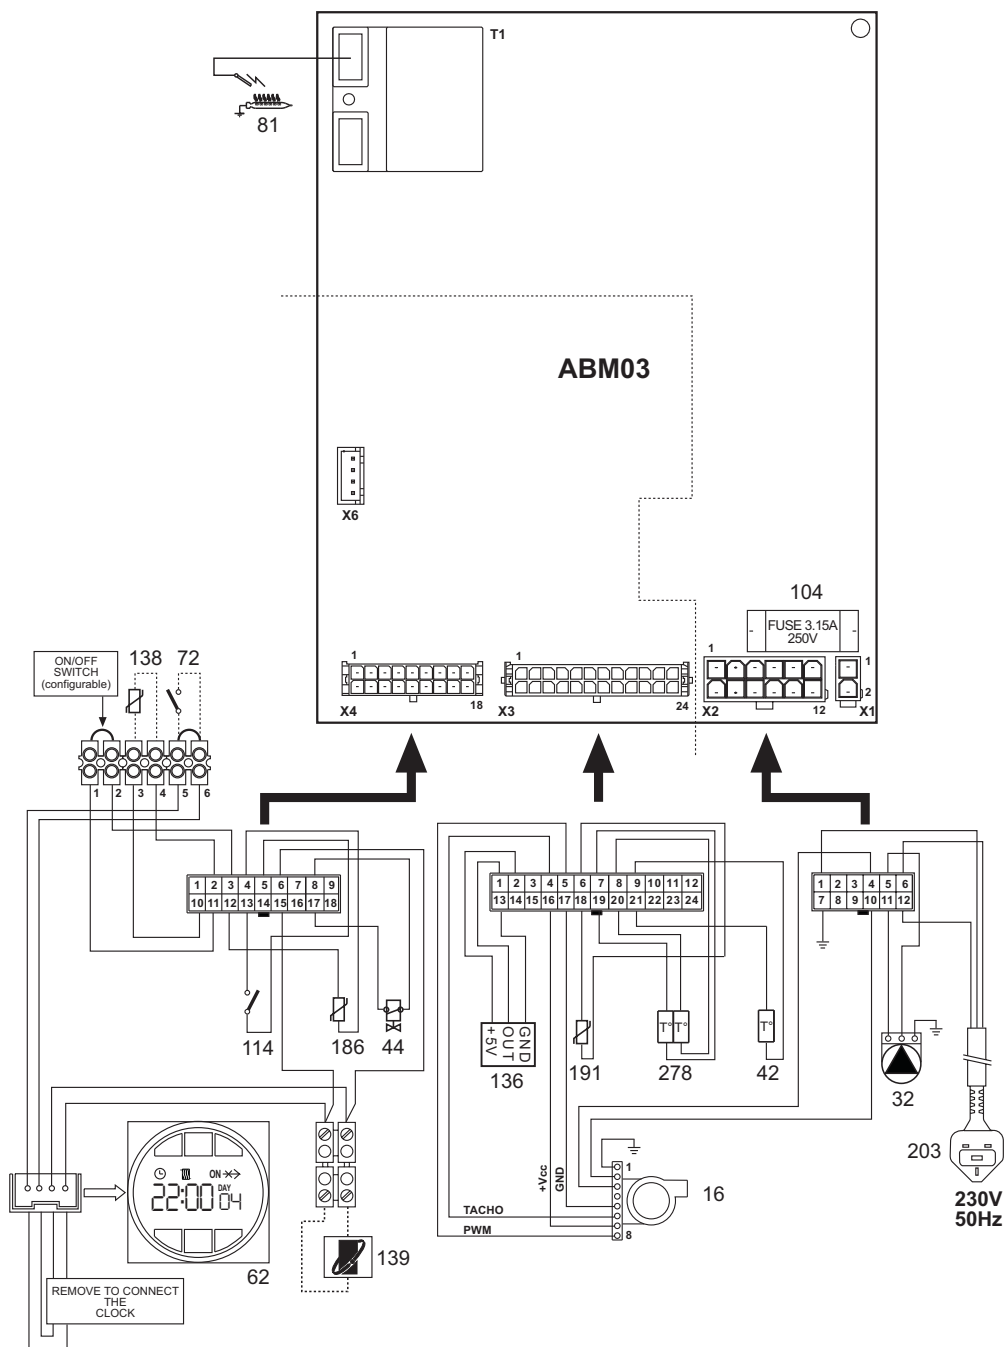 T1
81
ABM03
X6
104
FUSE 3.15A
250V
1
X4
18
1
X3
24
1
X2
12
1
2
X1
ON/OFF
SWITCH
(configurable)
138
72
1 2 3 4 5 6
1 2 3 4 5 6 7 8 9
10 11 12 13 14 15 16 17 18
1 2 3 4 5 6 7 8 9 10 11 12
13 14 15 16 17 18 19 20 21 22 23 24
1 2 3 4 5 6
7 8 9 10 11 12
114
186
44
+5V
OUT
GND
136
191
T° T°
278
T°
42
32
203
230V
50Hz
+Vcc
GND
TACHO
PWM
1
8
16
ON
22:00
DAY
04
62
139
REMOVE TO CONNECT
THE
CLOCK